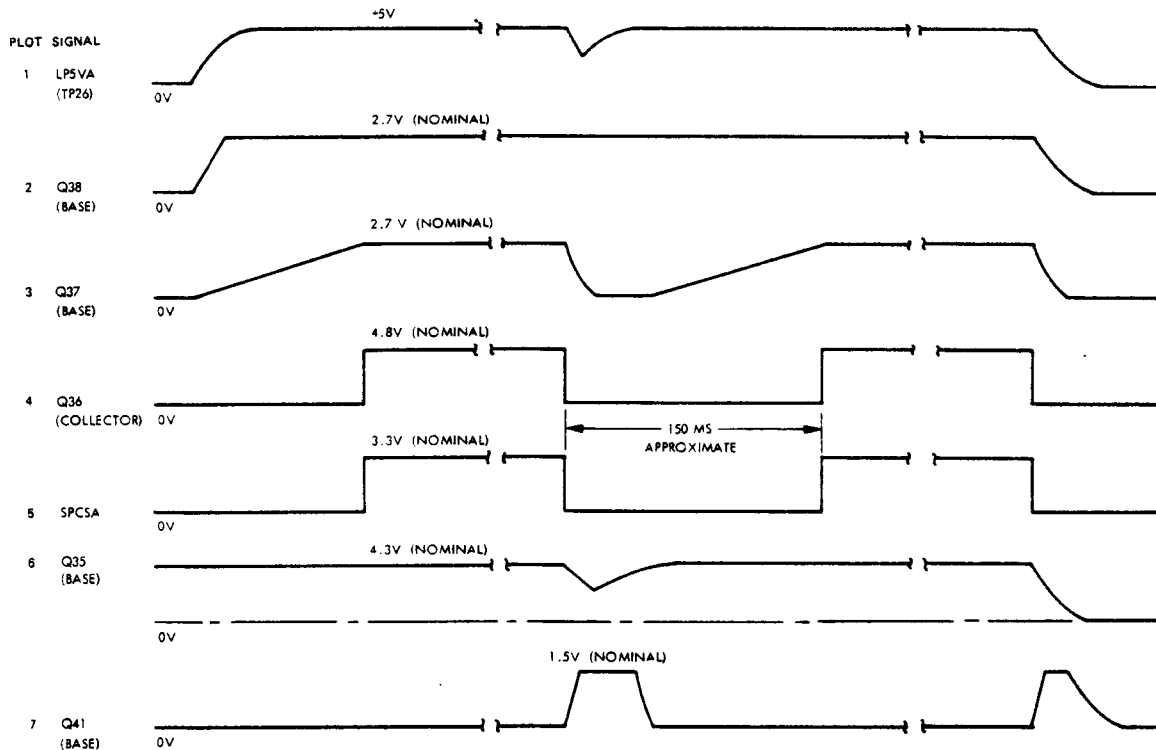 +5V
PLOT SIGNAL
1 LP5VA
(TP26)
0V
2.7V (NOMINAL)
2 Q38
(BASE)
0V
2.7 V (NOMINAL)
3 Q37
(BASE)
0V
4.8V (NOMINAL)
4 Q36
(COLLECTOR)
0V
150 MS
APPROXIMATE
3.3V (NOMINAL)
5 SPCSA
0V
4.3V (NOMINAL)
6 Q35
(BASE)
0V
1.5V (NOMINAL)
7 Q41
(BASE)
0V